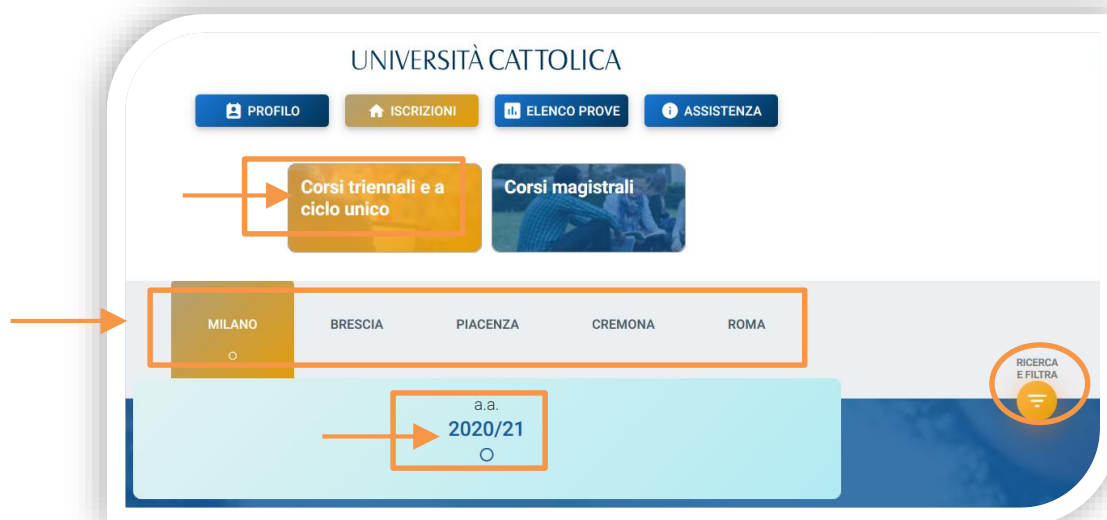 UNIVERSITÀ CATTOLICA
PROFILO
ISCRIZIONI
ELENCO PROVE
ASSISTENZA
Corsi triennali e a
ciclo unico
Corsi magistrali
MILANO
BRESCIA
PIACENZA
CREMONA
ROMA
RICERCA
E FILTRA
a.a.
2020/21